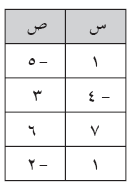 س ص
١ –٥
–٤ ٣
٧ ٦
١ –٢